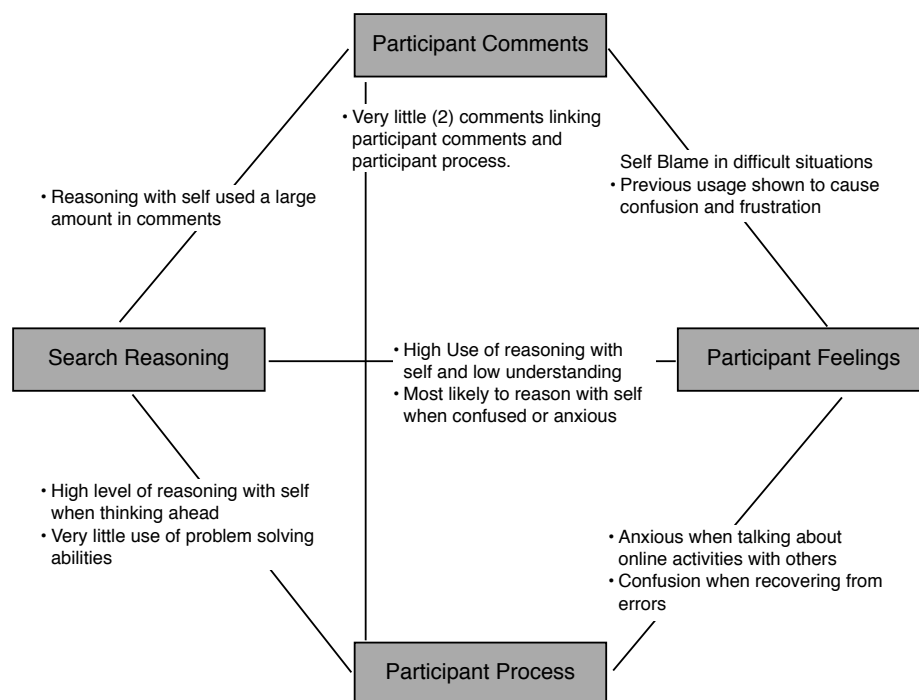 Participant Comments
• Very little (2) comments linking
participant comments and
participant process.
Self Blame in difficult situations
• Previous usage shown to cause
confusion and frustration
• Reasoning with self used a large
amount in comments
Search Reasoning
• High Use of reasoning with
self and low understanding
• Most likely to reason with self
when confused or anxious
Participant Feelings
• High level of reasoning with self
when thinking ahead
• Very little use of problem solving
abilities
• Anxious when talking about
online activities with others
• Confusion when recovering from
errors
Participant Process